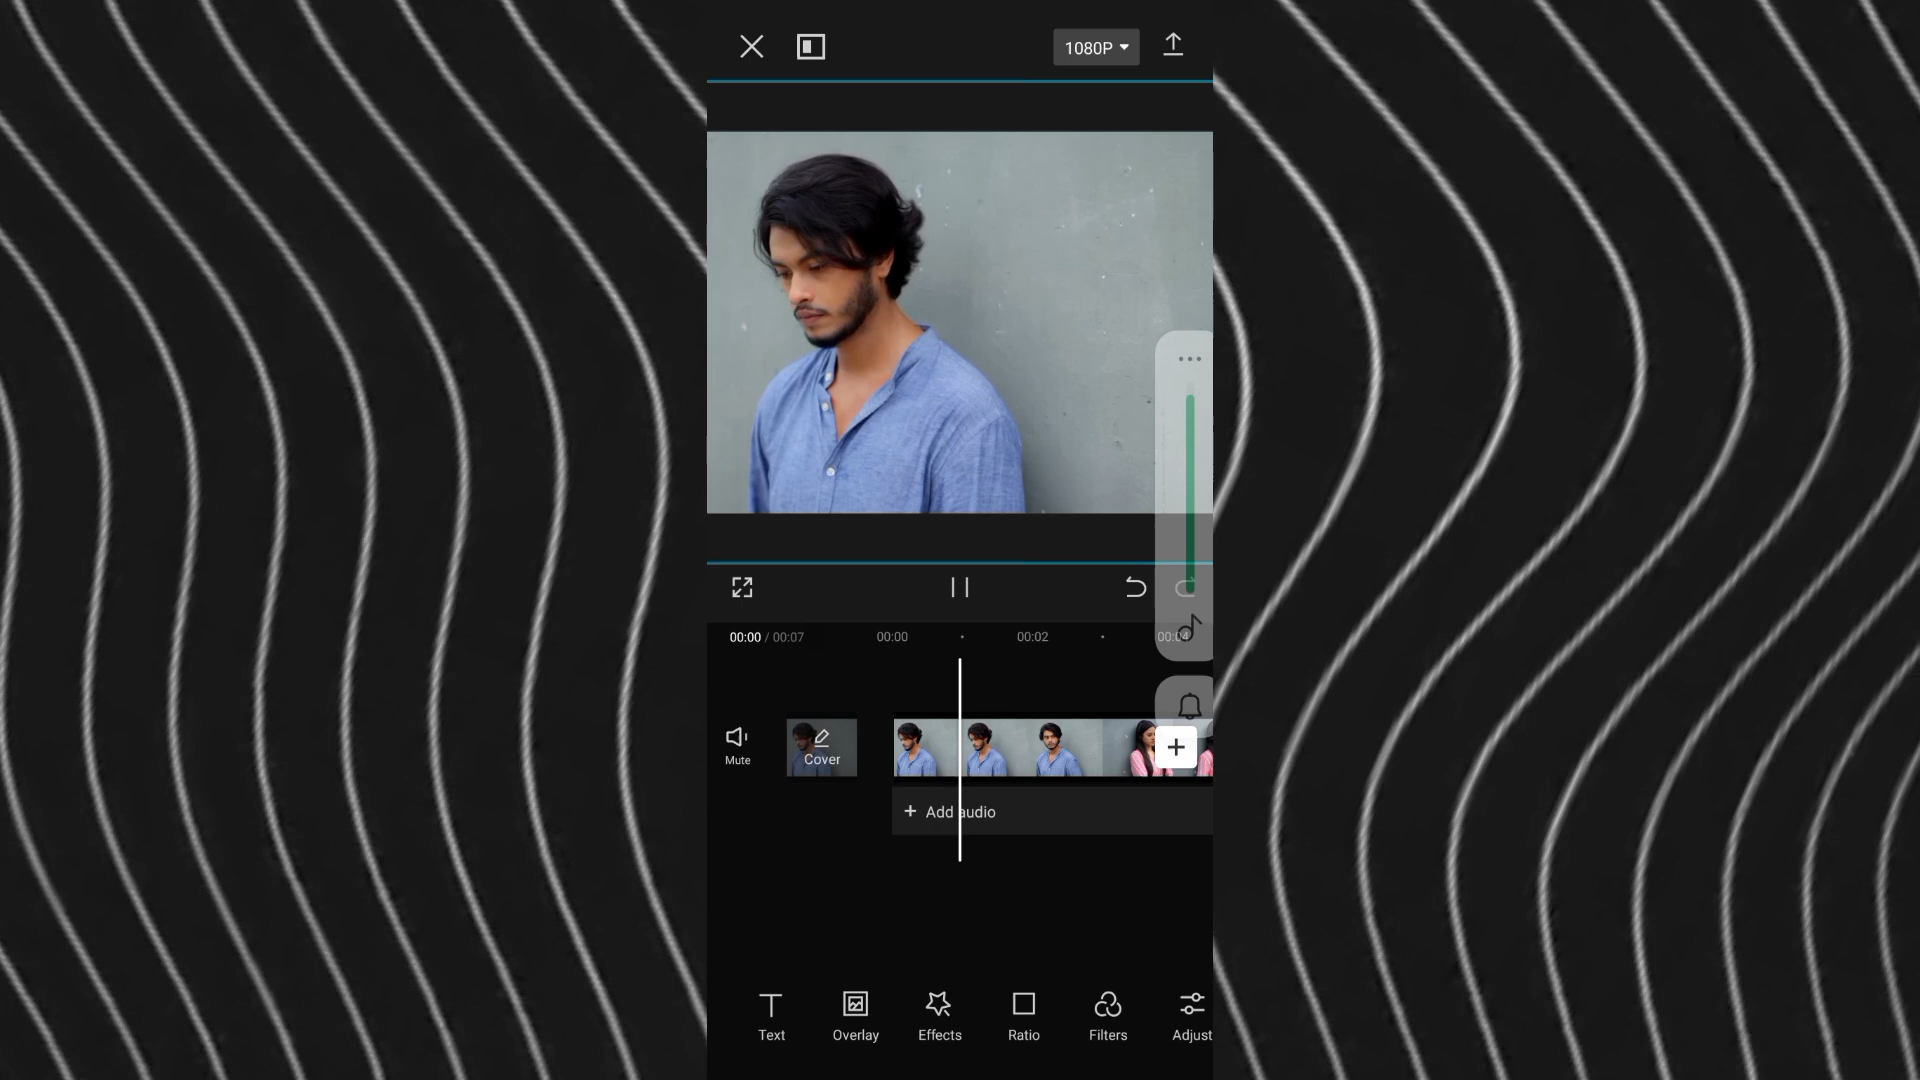 1080P
00:00 / 00:07 00:00 00:02 00:04
Mute
Cover
+ Add audio
Text Overlay Effects Ratio Filters Adjust